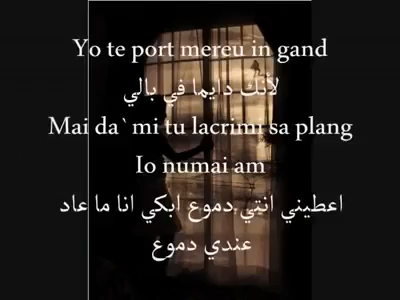 Yo te port mereu in gand
لأنك دايما في بالي
Mai da`mi tu lacrimi sa plang
Io numai am
اعطيني انتي دموع ابكي انا ما عاد
عندي دموع